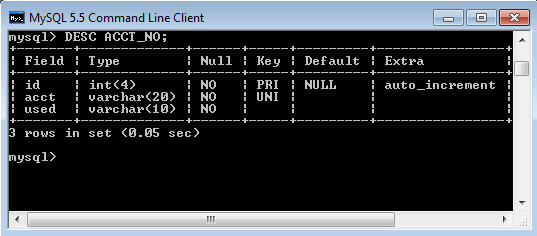 MySQL 5.5 Command Line Client
mysql> DESC ACCT_NO;
+-------+-------------+------+-----+---------+----------------+
| Field | Type        | Null | Key | Default | Extra          |
+-------+-------------+------+-----+---------+----------------+
| id    | int(4)      | NO   | PRI | NULL    | auto_increment |
| acct  | varchar(20) | NO   | UNI |         |                |
| used  | varchar(10) | NO   |     |         |                |
+-------+-------------+------+-----+---------+----------------+
3 rows in set (0.05 sec)
mysql>